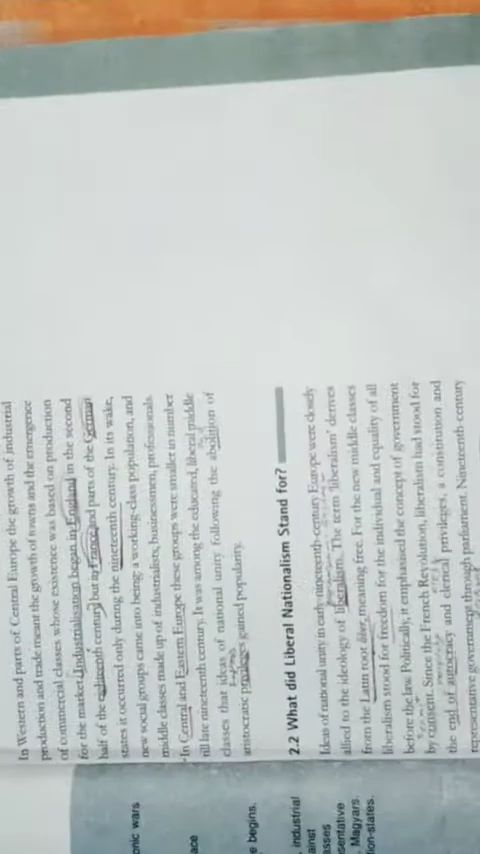 In Western and parts of Central Europe the growth of industrial
production and trade meant the growth of towns and the emergence
of commercial classes whose existence was based on production
for the market. Industrialisation began in England in the second
half of the eighteenth century, but in France and parts of the German
states it occurred only during the nineteenth century. In its wake,
new social groups came into being: a working-class population, and
middle classes made up of industrialists, businessmen, professionals.
In Central and Eastern Europe these groups were smaller in number
till late nineteenth century. It was among the educated, liberal middle
classes that ideas of national unity following the abolition of
aristocratic privileges gained popularity.
2.2 What did Liberal Nationalism Stand for?
Ideas of national unity in early-nineteenth-century Europe were closely
allied to the ideology of liberalism. The term 'liberalism' derives
from the Latin root liber, meaning free. For the new middle classes
liberalism stood for freedom for the individual and equality of all
before the law. Politically, it emphasised the concept of government
by consent. Since the French Revolution, liberalism had stood for
the end of autocracy and clerical privileges, a constitution and
representative government through parliament. Nineteenth century
onic wars
ace
e begins.
industrial
ainst
asses
sentative
Magyars
ion-states.